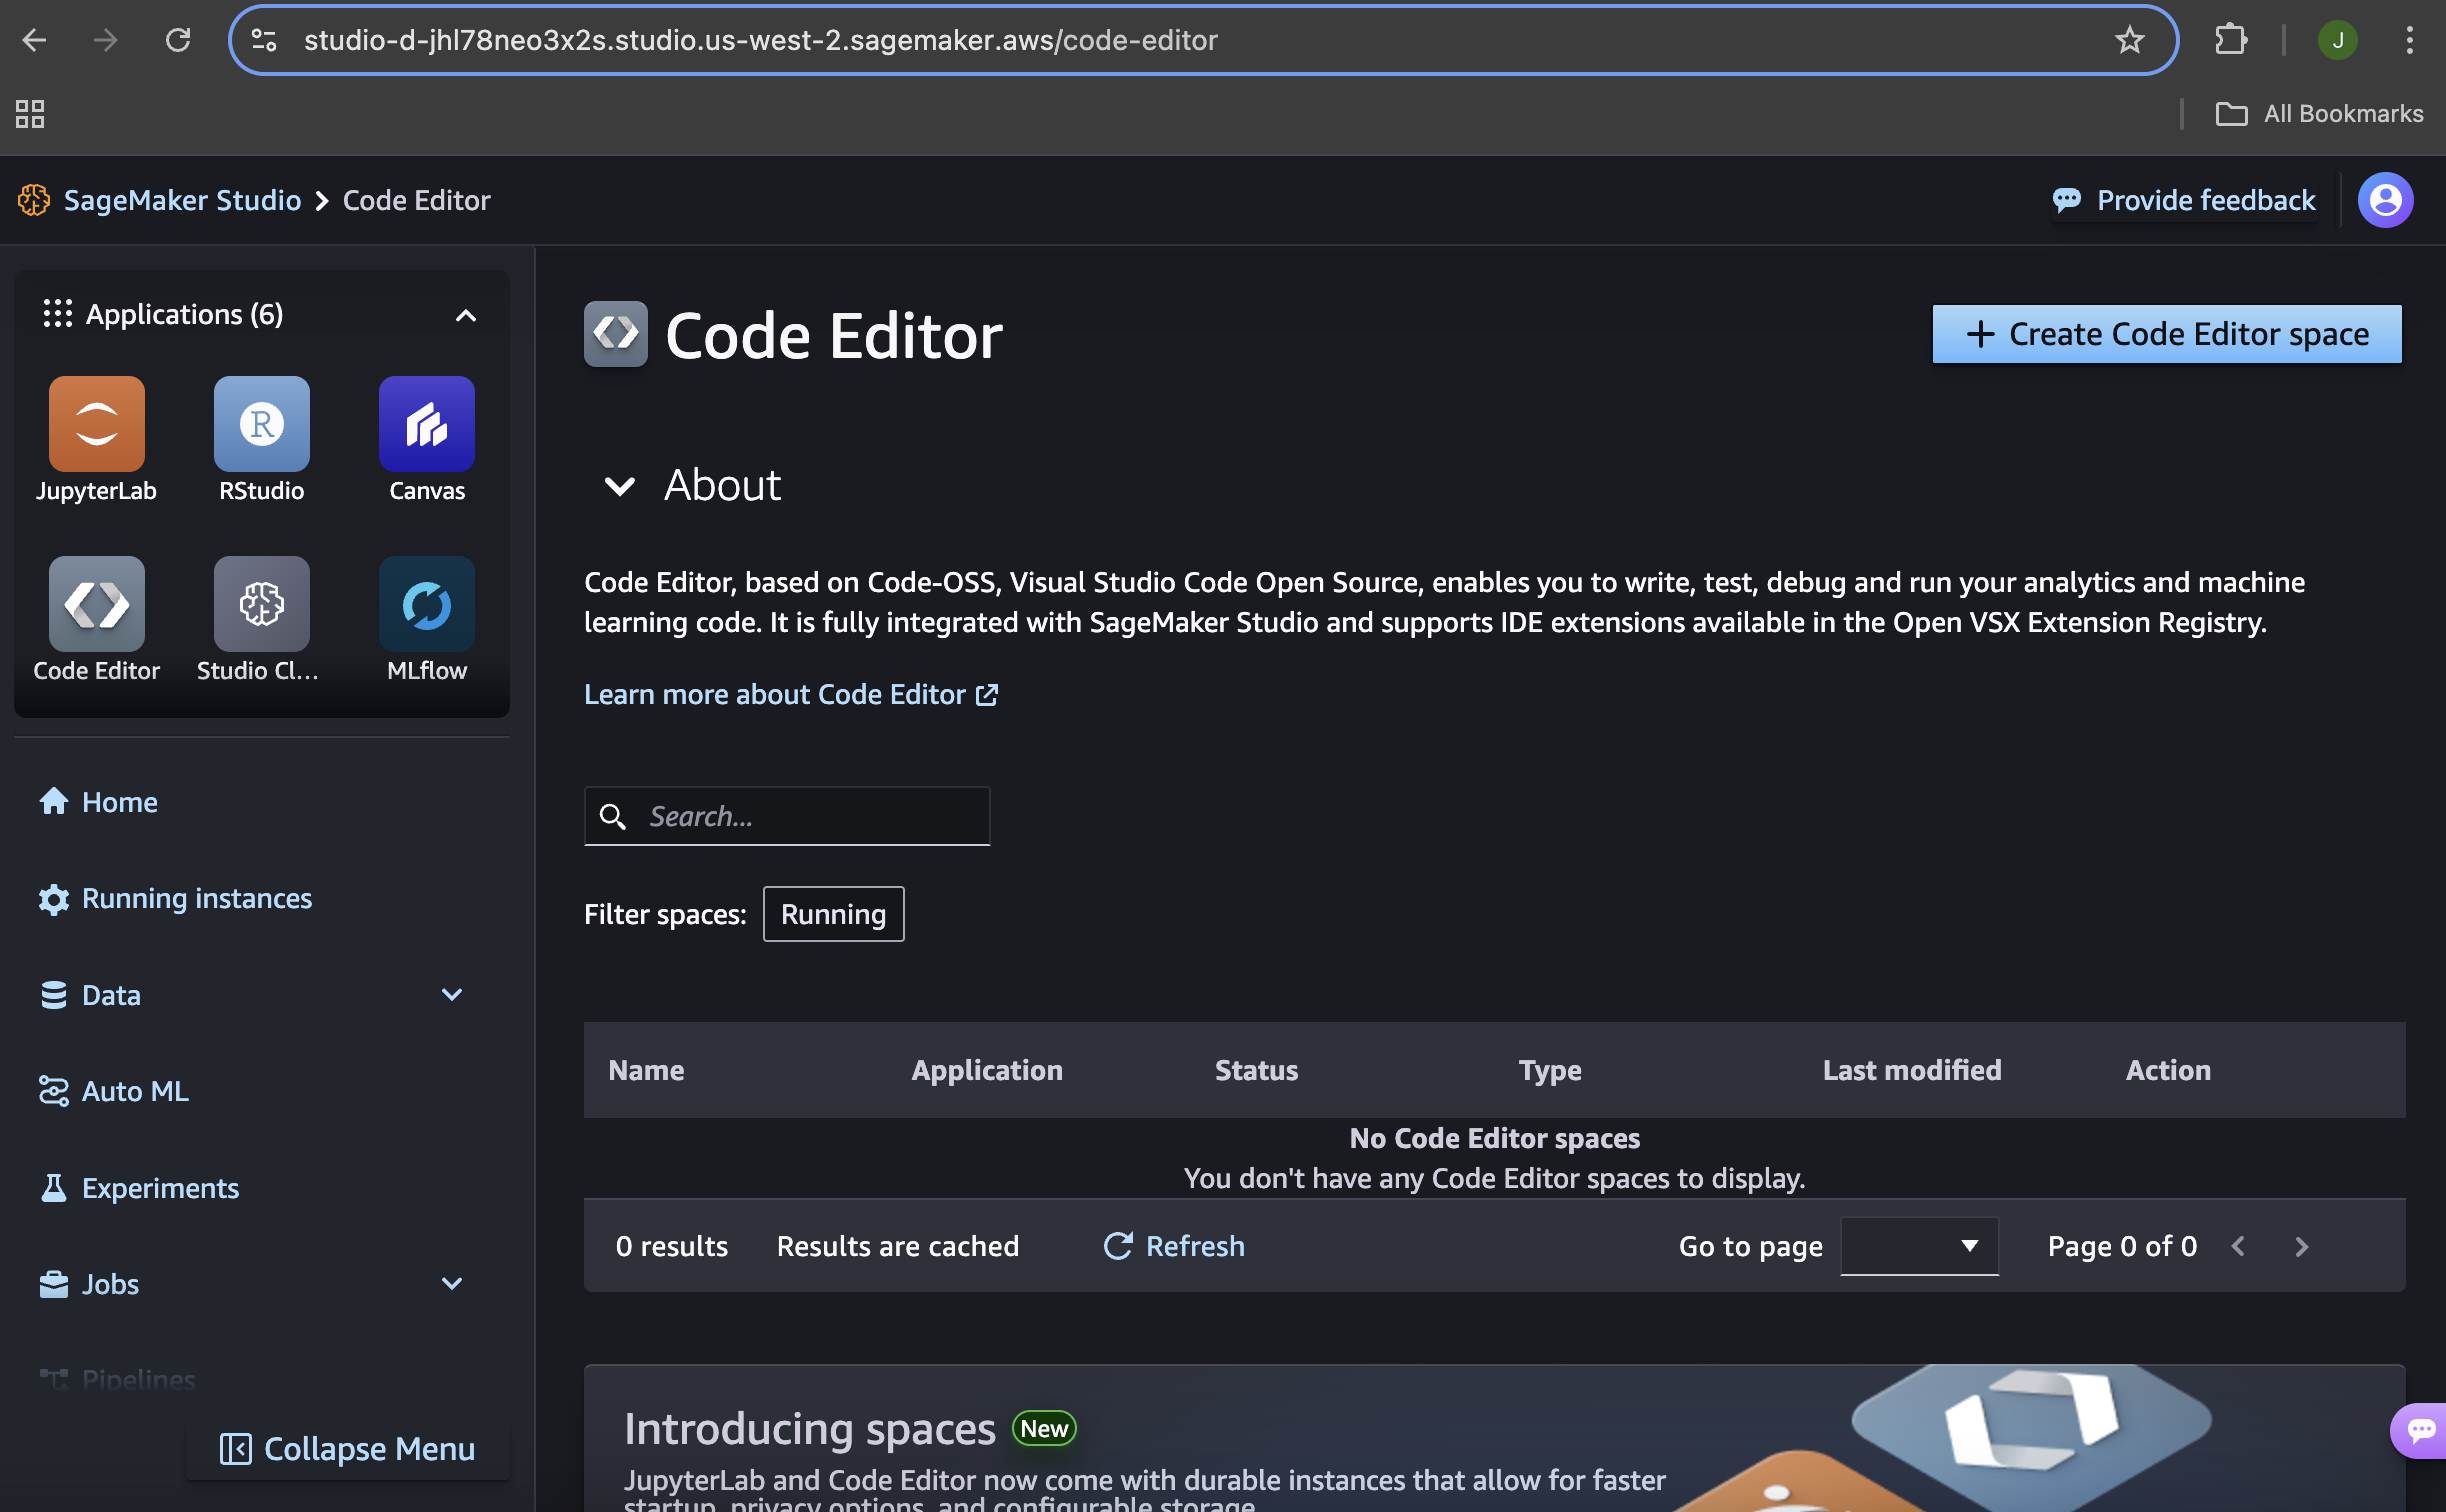 studio-d-jhl78neo3x2s.studio.us-west-2.sagemaker.aws/code-editor
J
All Bookmarks
SageMaker Studio
Code Editor
Provide feedback
Applications (6)
JupyterLab
R
RStudio
Canvas
Code Editor
Studio Cl...
MLflow
Home
Running instances
Data
Auto ML
Experiments
Jobs
Pipelines
Collapse Menu
Code Editor
+ Create Code Editor space
About
Code Editor, based on Code-OSS, Visual Studio Code Open Source, enables you to write, test, debug and run your analytics and machine
learning code. It is fully integrated with SageMaker Studio and supports IDE extensions available in the Open VSX Extension Registry.
Learn more about Code Editor
Search...
Filter spaces: Running
Name Application Status Type Last modified Action
No Code Editor spaces
You don't have any Code Editor spaces to display.
0 results Results are cached Refresh Go to page Page 0 of 0
Introducing spaces New
JupyterLab and Code Editor now come with durable instances that allow for faster
startup, privacy options, and configurable storage